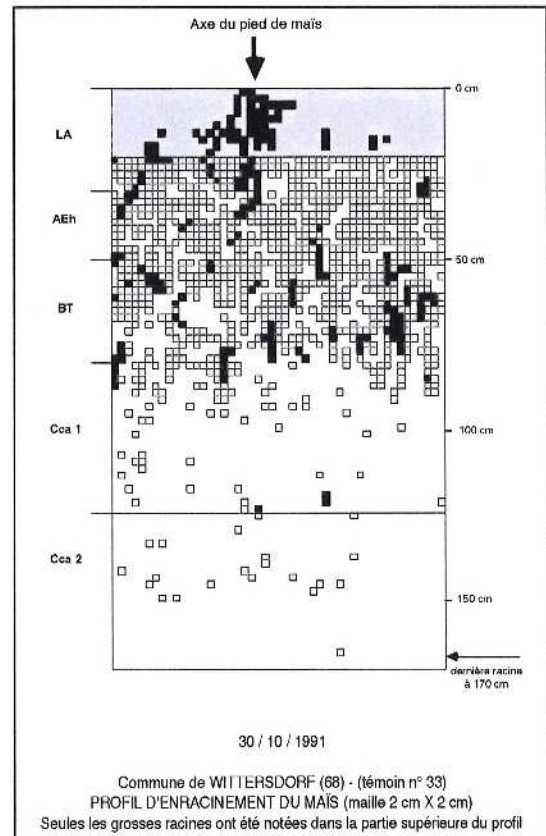 Axe du pied de maïs
0 cm
LA
AEh
50 cm
BT
Cca 1
100 cm
Cca 2
150 cm
dernière racine
à 170 cm
30 / 10 / 1991
Commune de WITTERSDORF (68) - (témoin n° 33)
PROFIL D'ENRACINEMENT DU MAÏS (maille 2 cm X 2 cm)
Seules les grosses racines ont été notées dans la partie supérieure du profil